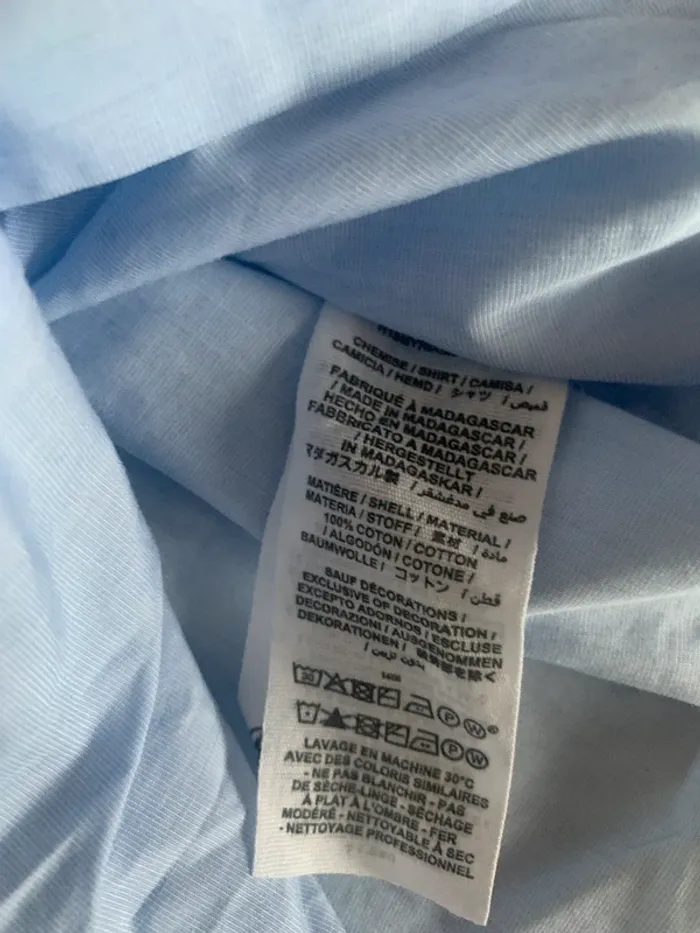 CHEMISE / SHIRT / CAMISA /
CAMICIA / HEMD / シャツ / قميص
FABRIQUÉ À MADAGASCAR
/ MADE IN MADAGASCAR /
HECHO EN MADAGASCAR /
FABBRICATO A MADAGASCAR
/ HERGESTELLT
IN MADAGASKAR /
マダガスカル製 / صنع في مدغشقر
MATIÈRE / SHELL / MATERIAL /
MATERIA / STOFF / 素材 / مادة
100% COTON / COTTON
/ ALGODÓN / COTONE /
BAUMWOLLE / コットン / قطن
SAUF DÉCORATIONS /
EXCLUSIVE OF DECORATION /
EXCEPTO ADORNOS / ESCLUSE
DECORAZIONI / AUSGENOMMEN
DEKORATIONEN / 装飾部を除く
/ بدون تزيين
30 P W
P W
LAVAGE EN MACHINE 30°C
AVEC DES COLORIS SIMILAIRES
- NE PAS BLANCHIR - PAS
DE SÈCHE-LINGE - SÉCHAGE
À PLAT À L'OMBRE - FER
MODÉRÉ - NETTOYABLE À SEC
- NETTOYAGE PROFESSIONNEL